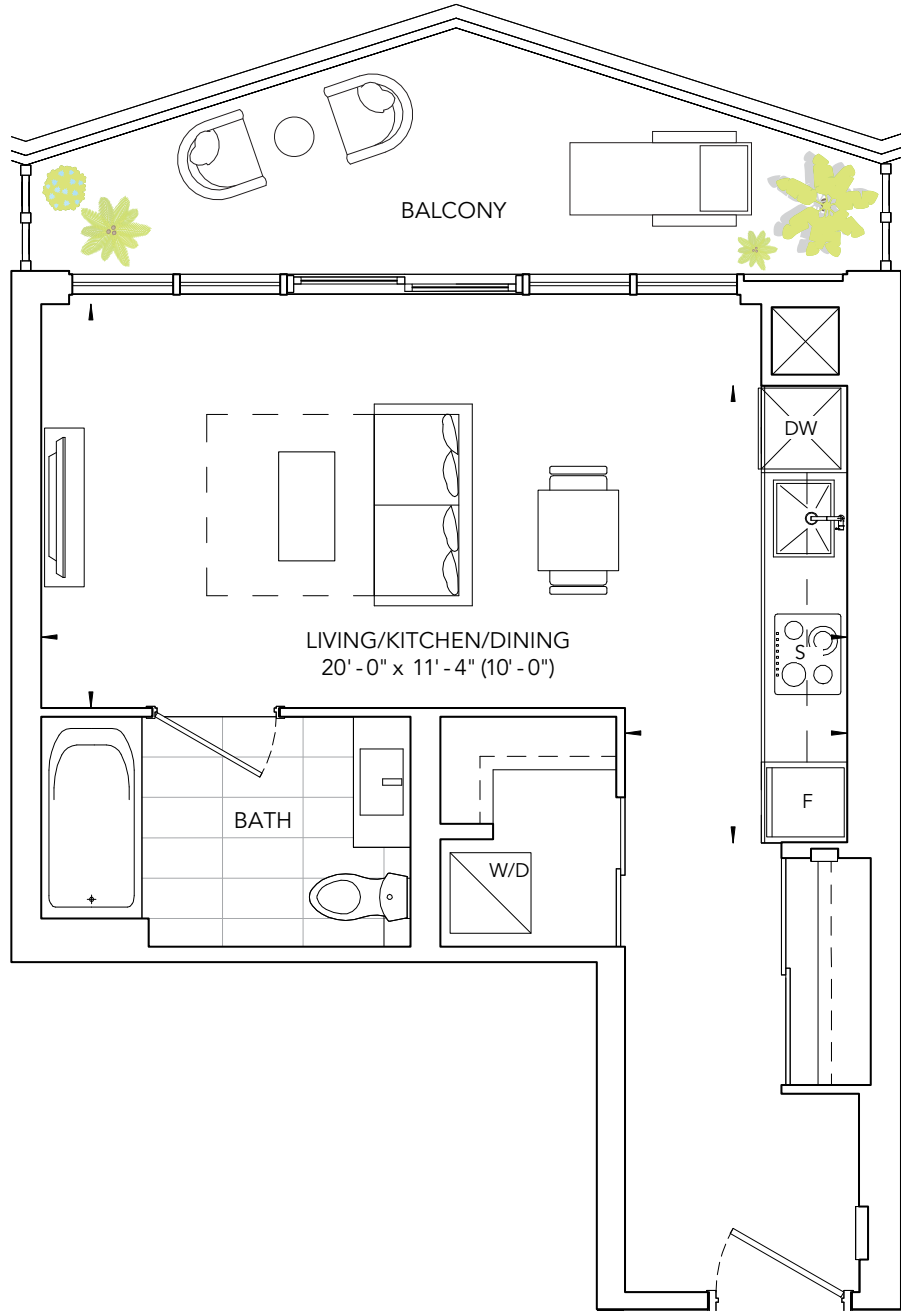 BALCONY
DW
LIVING/KITCHEN/DINING
20'-0" x 11'-4" (10'-0")
S
F
BATH
W/D